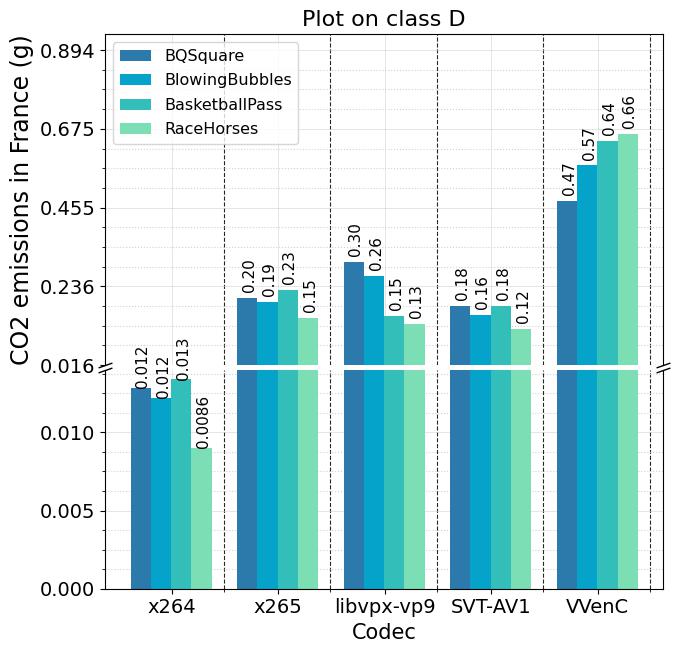 Plot on class D
CO2 emissions in France (g)
0.894
0.675
0.455
0.236
0.016
0.010
0.005
0.000
BQSquare
BlowingBubbles
BasketballPass
RaceHorses
0.012
0.012
0.013
0.0086
0.20
0.19
0.23
0.15
0.30
0.26
0.15
0.13
0.18
0.16
0.18
0.12
0.47
0.57
0.64
0.66
x264
x265
libvpx-vp9
SVT-AV1
VVenC
Codec